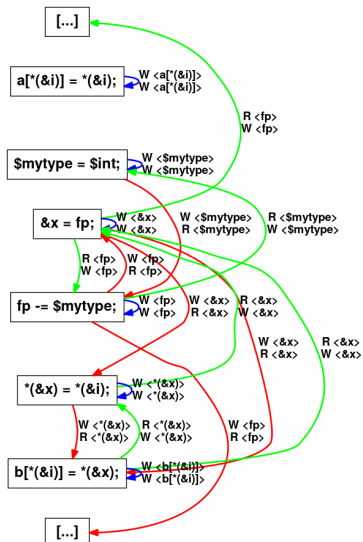 [...]
R <fp>
W <fp>
a[*(&i)] = *(&i);
W <a[*(&i)]>
W <a[*(&i)]>
$mytype = $int;
W <$mytype>
W <$mytype>
&x = fp;
W <&x>
W <&x>
W <$mytype>
R <$mytype>
R <$mytype>
W <$mytype>
R <fp>
W <fp>
W <fp>
R <fp>
fp -= $mytype;
W <fp>
W <fp>
W <&x>
R <&x>
R <&x>
W <&x>
W <&x>
R <&x>
R <&x>
W <&x>
*(&x) = *(&i);
W <*(&x)>
W <*(&x)>
W <*(&x)>
R <*(&x)>
R <*(&x)>
W <*(&x)>
W <fp>
R <fp>
b[*(&i)] = *(&x);
W <b[*(&i)]>
W <b[*(&i)]>
[...]